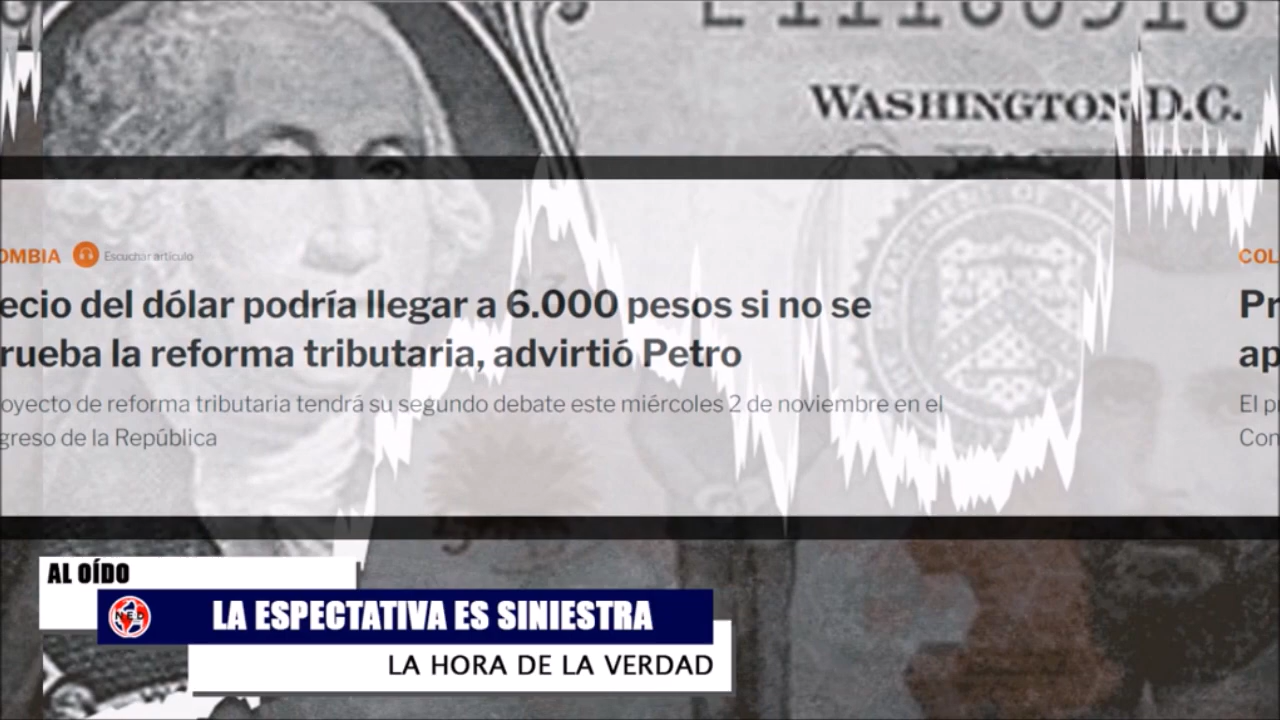 WASHINGTON, D.C.
OMBIA Escuchar artículo
COL
ecio del dólar podría llegar a 6.000 pesos si no se
Pr
rueba la reforma tributaria, advirtió Petro
ap
oyecto de reforma tributaria tendrá su segundo debate este miércoles 2 de noviembre en el
El p
greso de la República
Con
AL OÍDO
LA ESPECTATIVA ES SINIESTRA
LA HORA DE LA VERDAD